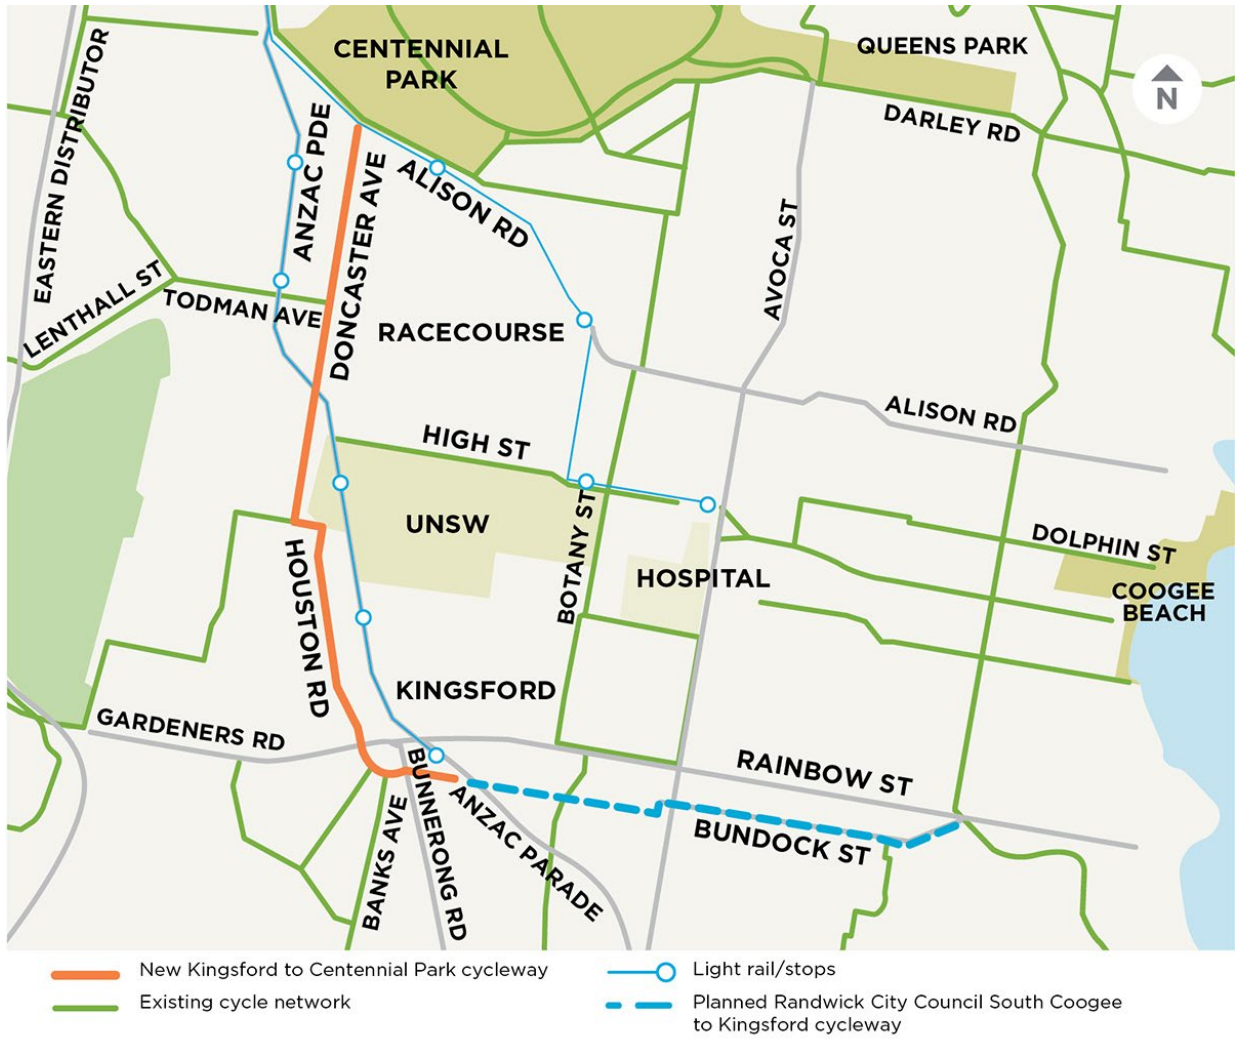 CENTENNIAL
PARK
QUEENS PARK
N
DARLEY RD
EASTERN DISTRIBUTOR
ANZAC PDE
DONCASTER AVE
ALISON RD
AVOCA ST
LENTHALL ST
TODMAN AVE
RACECOURSE
ALISON RD
HIGH ST
UNSW
BOTANY ST
HOSPITAL
DOLPHIN ST
COOGEE
BEACH
HOUSTON RD
KINGSFORD
GARDENERS RD
RAINBOW ST
BUNDOCK ST
BANKS AVE
BUNNERONG RD
ANZAC PARADE
New Kingsford to Centennial Park cycleway
Existing cycle network
Light rail/stops
Planned Randwick City Council South Coogee
to Kingsford cycleway